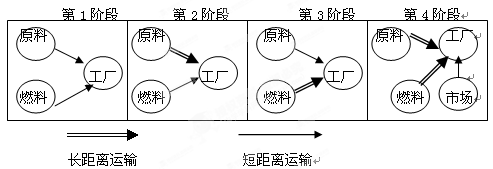 第1阶段 第2阶段 第3阶段 第4阶段
原料 原料 原料 原料 工厂
工厂 工厂 工厂
燃料 燃料 燃料 燃料 市场
长距离运输 短距离运输